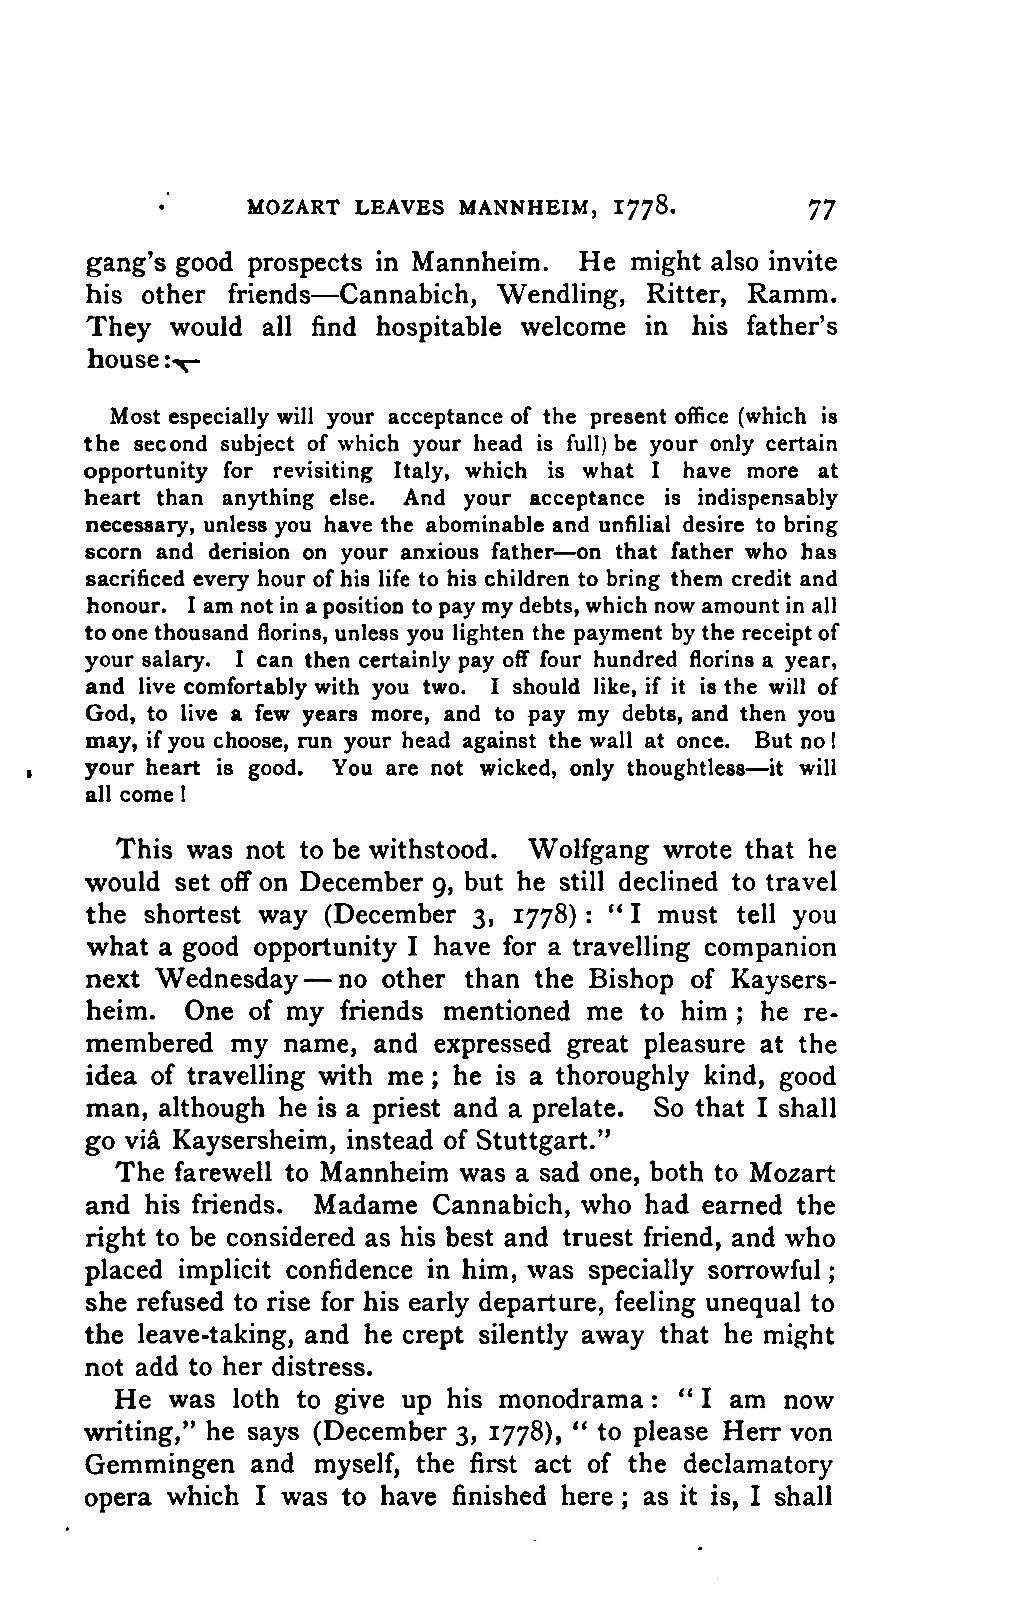 MOZART LEAVES MANNHEIM, 1778. 77
gang's good prospects in Mannheim. He might also invite
his other friends—Cannabich, Wendling, Ritter, Ramm.
They would all find hospitable welcome in his father's
house:—
Most especially will your acceptance of the present office (which is
the second subject of which your head is full) be your only certain
opportunity for revisiting Italy, which is what I have more at
heart than anything else. And your acceptance is indispensably
necessary, unless you have the abominable and unfilial desire to bring
scorn and derision on your anxious father—on that father who has
sacrificed every hour of his life to his children to bring them credit and
honour. I am not in a position to pay my debts, which now amount in all
to one thousand florins, unless you lighten the payment by the receipt of
your salary. I can then certainly pay off four hundred florins a year,
and live comfortably with you two. I should like, if it is the will of
God, to live a few years more, and to pay my debts, and then you
may, if you choose, run your head against the wall at once. But no!
your heart is good. You are not wicked, only thoughtless—it will
all come!
This was not to be withstood. Wolfgang wrote that he
would set off on December 9, but he still declined to travel
the shortest way (December 3, 1778): "I must tell you
what a good opportunity I have for a travelling companion
next Wednesday—no other than the Bishop of Kaysers-
heim. One of my friends mentioned me to him; he re-
membered my name, and expressed great pleasure at the
idea of travelling with me; he is a thoroughly kind, good
man, although he is a priest and a prelate. So that I shall
go viâ Kaysersheim, instead of Stuttgart."
The farewell to Mannheim was a sad one, both to Mozart
and his friends. Madame Cannabich, who had earned the
right to be considered as his best and truest friend, and who
placed implicit confidence in him, was specially sorrowful;
she refused to rise for his early departure, feeling unequal to
the leave-taking, and he crept silently away that he might
not add to her distress.
He was loth to give up his monodrama: "I am now
writing," he says (December 3, 1778), "to please Herr von
Gemmingen and myself, the first act of the declamatory
opera which I was to have finished here; as it is, I shall